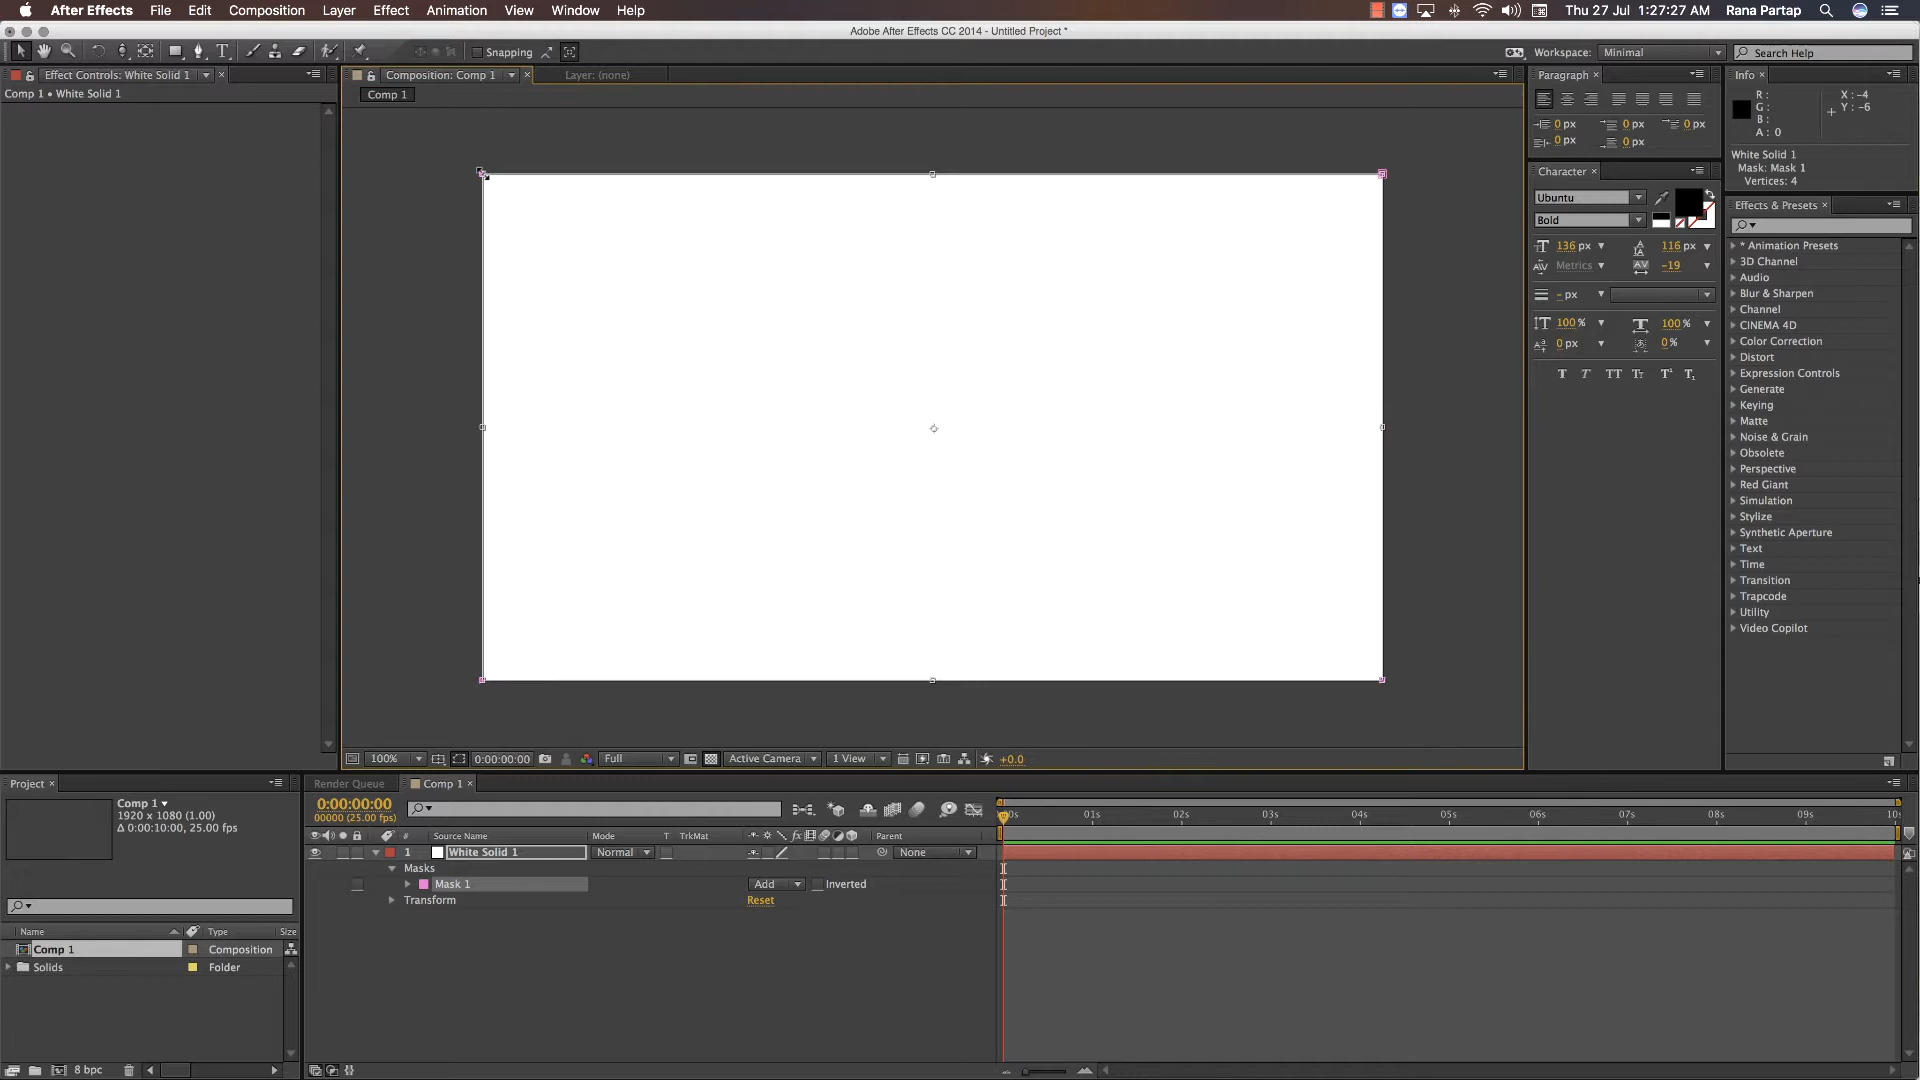 After Effects File Edit Composition Layer Effect Animation View Window Help Thu 27 Jul 1:27:27 AM Rana Partap
Adobe After Effects CC 2014 - Untitled Project *
Snapping Workspace: Minimal Search Help
Effect Controls: White Solid 1 × Composition: Comp 1 × Layer: (none) Paragraph × Info ×
Comp 1 • White Solid 1
Comp 1
R: X: -4
G: Y: -6
B:
A: 0
0 px 0 px 0 px
0 px 0 px
White Solid 1
Mask: Mask 1
Vertices: 4
Character ×
Ubuntu
Bold
Effects & Presets ×
136 px 116 px
Metrics -19
- px
100 % 100 %
0 px 0 %
T T TT Tt T¹ T₁
* Animation Presets
3D Channel
Audio
Blur & Sharpen
Channel
CINEMA 4D
Color Correction
Distort
Expression Controls
Generate
Keying
Matte
Noise & Grain
Obsolete
Perspective
Red Giant
Simulation
Stylize
Synthetic Aperture
Text
Time
Transition
Trapcode
Utility
Video Copilot
100% 0:00:00:00 Full Active Camera 1 View +0.0
Project × Render Queue Comp 1 ×
Comp 1
1920 x 1080 (1.00)
Δ 0:00:10:00, 25.00 fps
0:00:00:00
00000 (25.00 fps)
:00s 01s 02s 03s 04s 05s 06s 07s 08s 09s 10s
# Source Name Mode T TrkMat fx Parent
1 White Solid 1 Normal None
Masks
Mask 1 Add Inverted
Transform Reset
Name Type Size
Comp 1 Composition
Solids Folder
8 bpc